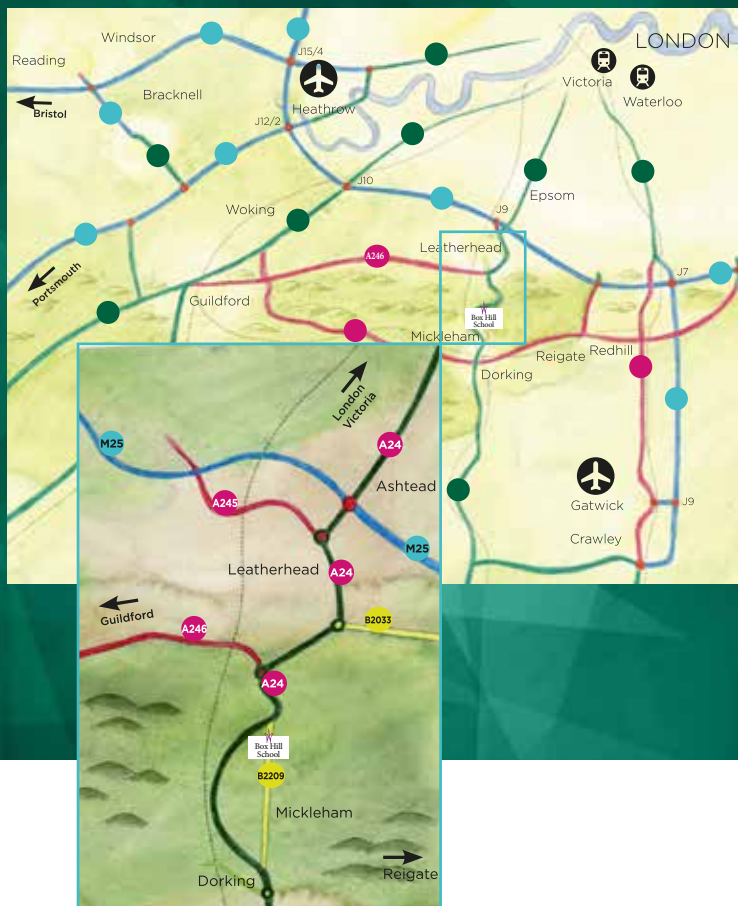 LONDON
Windsor
J15/4
Reading
Victoria
Bracknell
Heathrow
Waterloo
Bristol
J12/2
J10
Epsom
Woking
J9
Leatherhead
A246
Portsmouth
J7
Guildford
Box Hill
School
Mickleham
Reigate
Redhill
Dorking
Gatwick
J9
Crawley
London
Victoria
M25
A24
Ashtead
A245
M25
Leatherhead
A24
Guildford
A246
B2033
A24
Box Hill
School
B2209
Mickleham
Reigate
Dorking